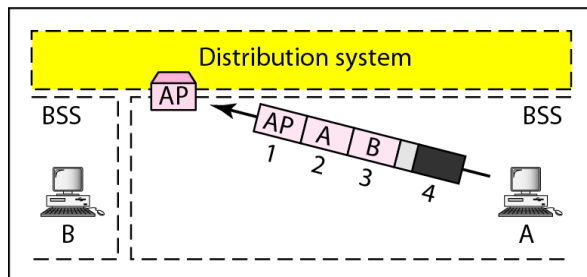 Distribution system
BSS
AP
BSS
AP A B
1 2 3 4
B
A